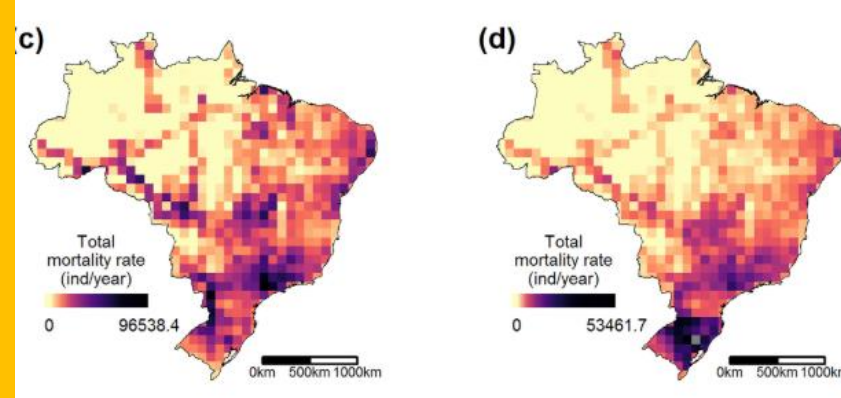 (c)
Total
mortality rate
(ind/year)
0 96538.4
0km 500km 1000km
(d)
Total
mortality rate
(ind/year)
0 53461.7
0km 500km 1000km